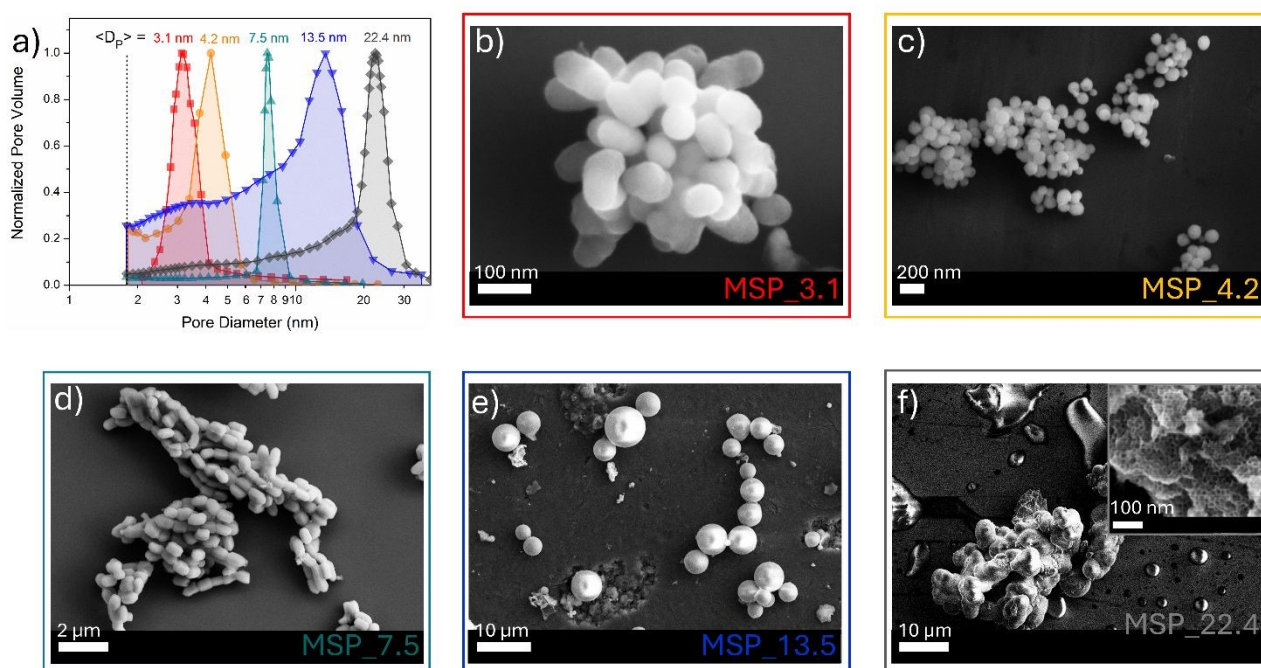 a)
<D_P> = 3.1 nm 4.2 nm 7.5 nm 13.5 nm 22.4 nm
1.0
0.8
0.6
0.4
0.2
0.0
Normalized Pore Volume
1 2 3 4 5 6 7 8 9 10 20 30
Pore Diameter (nm)
b)
100 nm
MSP_3.1
c)
200 nm
MSP_4.2
d)
2 µm
MSP_7.5
e)
10 µm
MSP_13.5
f)
100 nm
10 µm
MSP_22.4